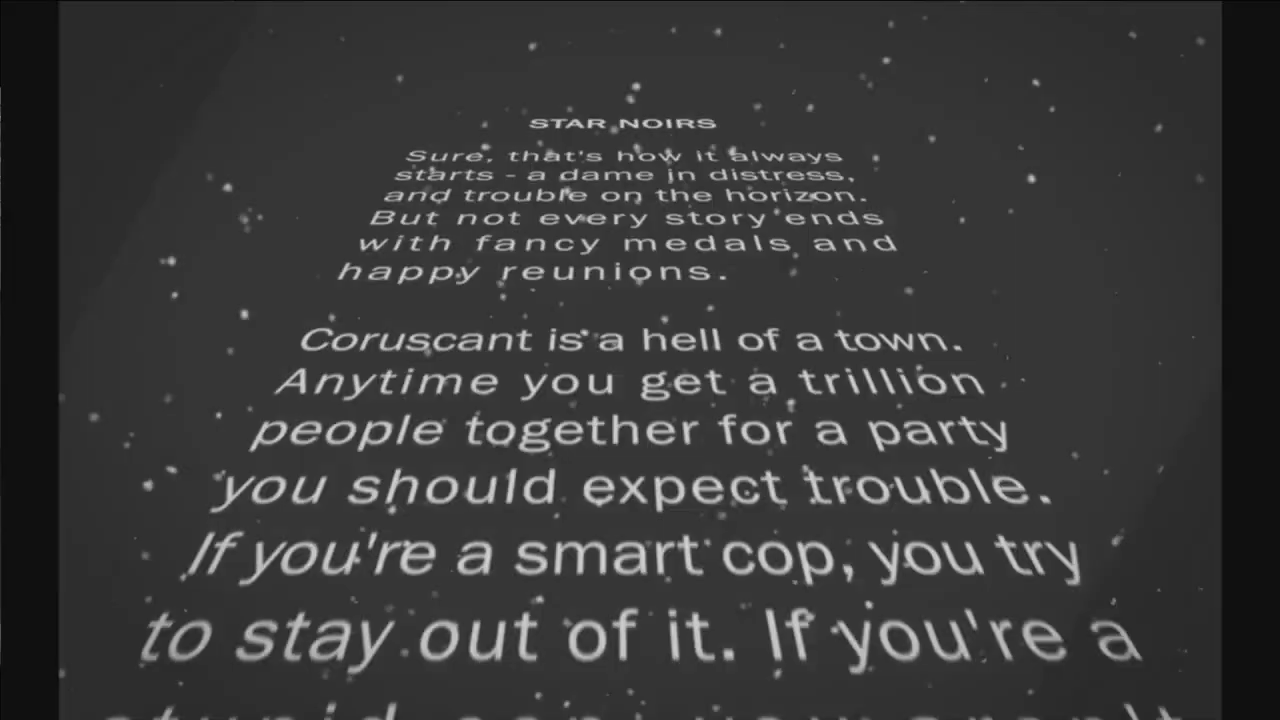 STAR NOIRS
Sure, that's how it always
starts - a dame in distress,
and trouble on the horizon.
But not every story ends
with fancy medals and
happy reunions.
Coruscant is a hell of a town.
Anytime you get a trillion
people together for a party
you should expect trouble.
If you're a smart cop, you try
to stay out of it. If you're a